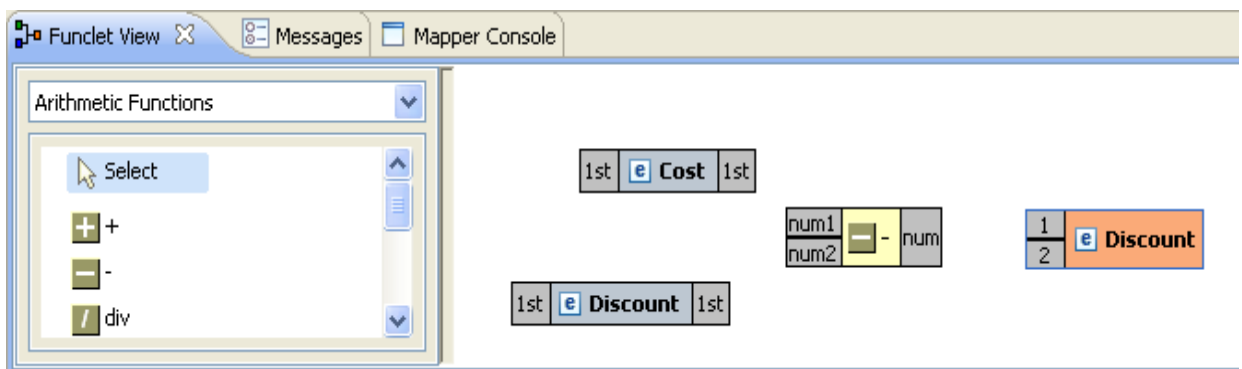 Funclet View Messages Mapper Console
Arithmetic Functions
Select
+
-
div
1st e Cost 1st
num1 - num
num2
1 e Discount
2
1st e Discount 1st